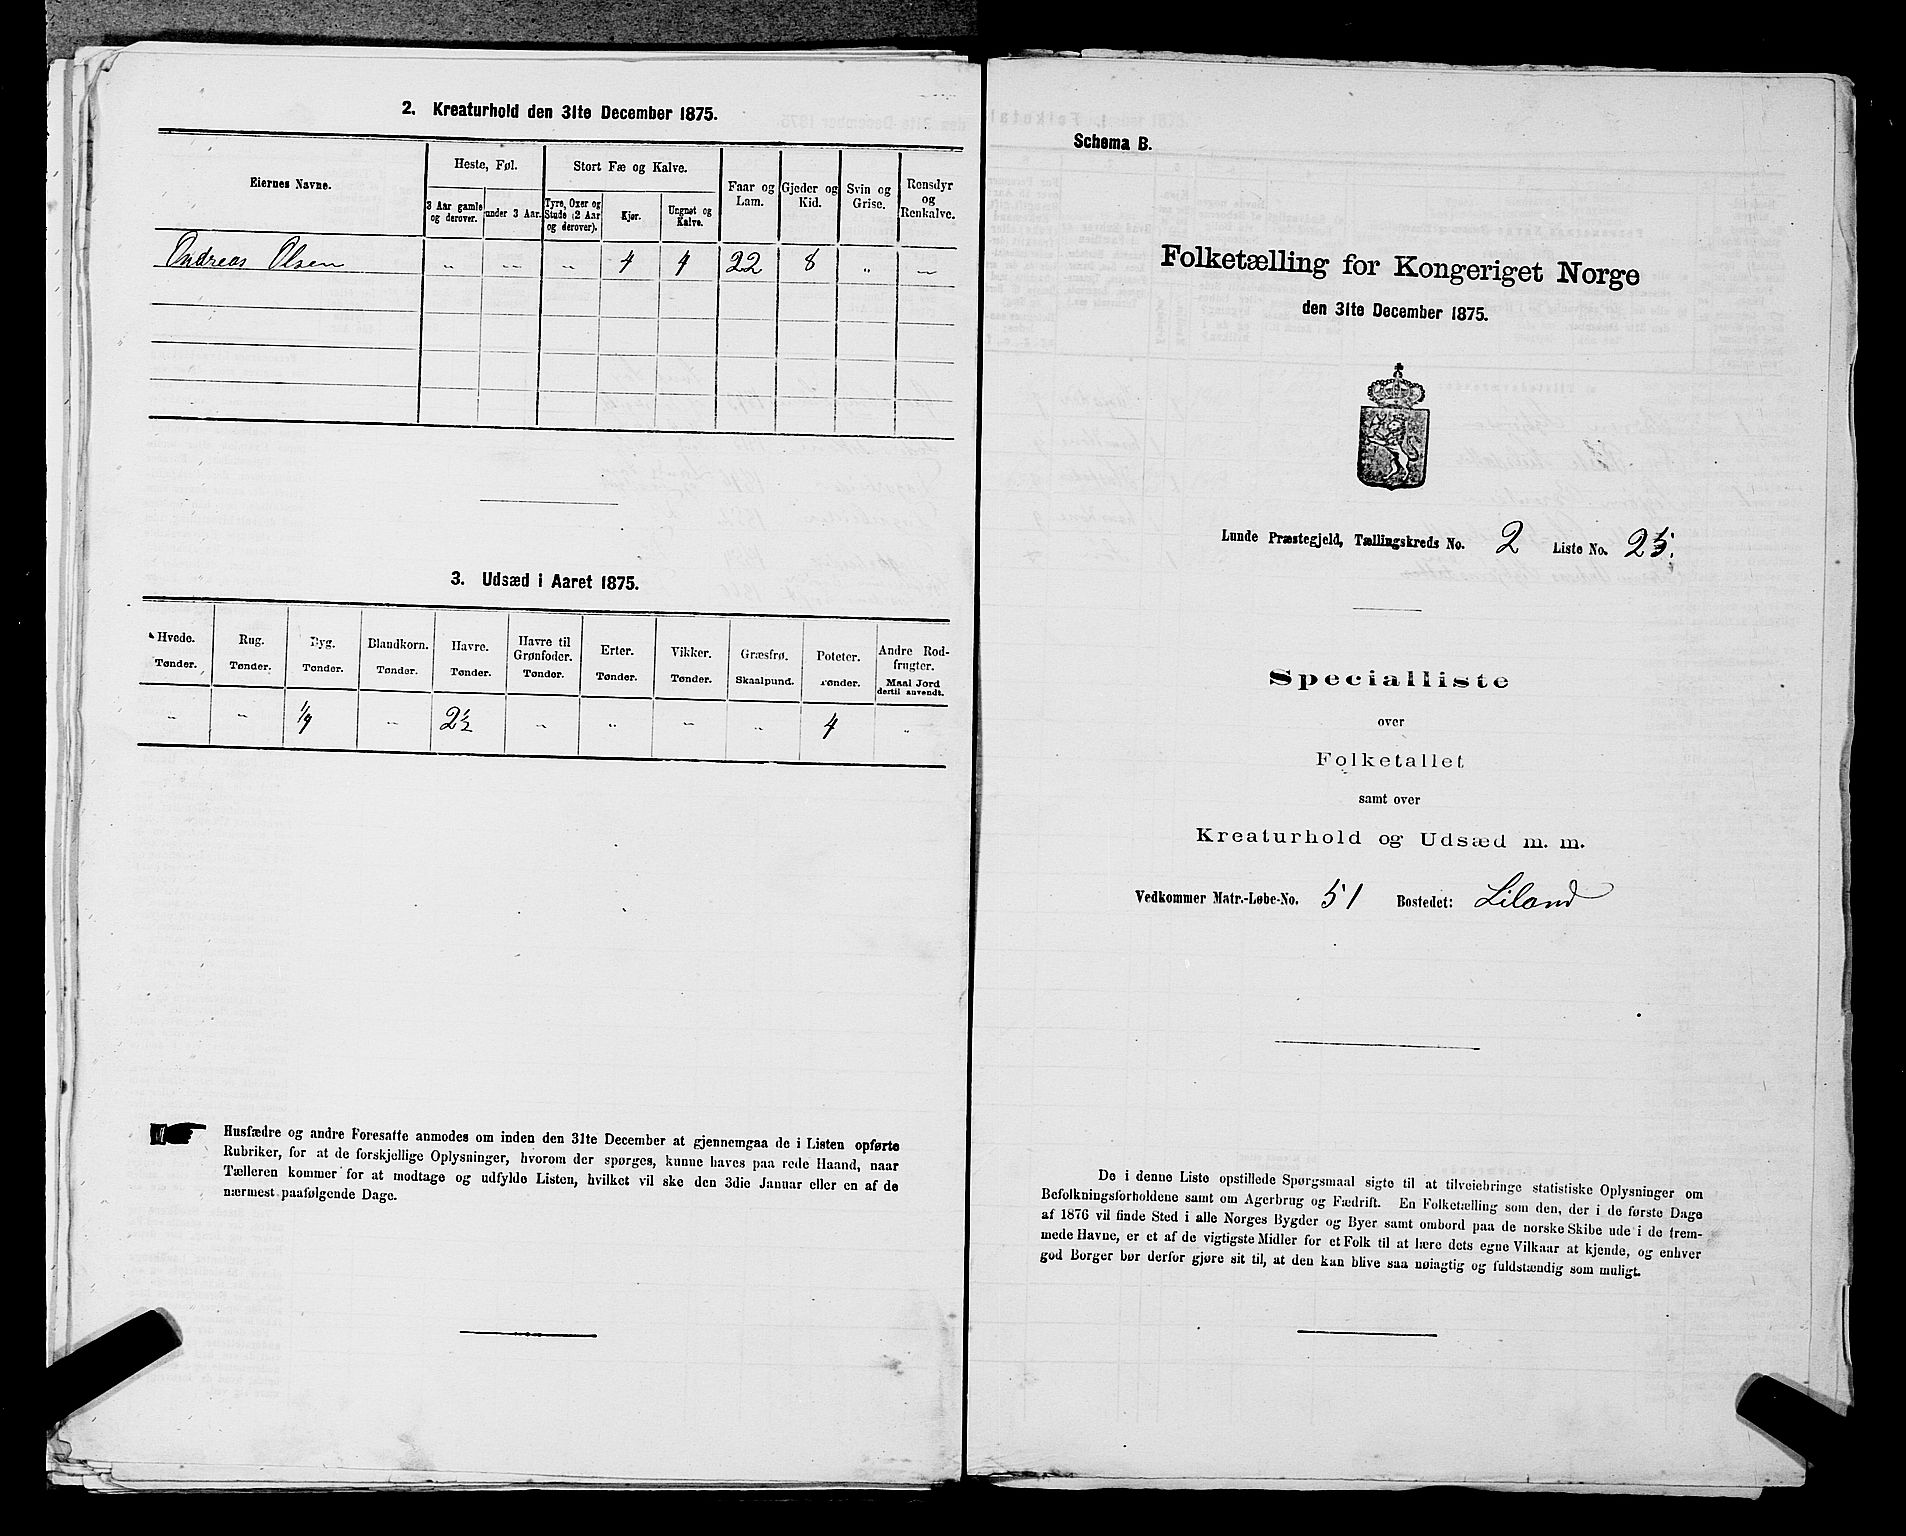 2. Kreaturhold den 31te December 1875.
Eiernes Navne.
Heste, Føl.
3 Aar gamle og derover.
under 3 Aar.
Stort Fæ og Kalve.
Tyre, Oxer og Stude (2 Aar og derover).
Kjør.
Ungnøt og Kalve.
Faar og Lam.
Gjeder og Kid.
Svin og Grise.
Rensdyr og Renkalve.
Andreas Olsen " " " 4 4 22 8 " "
3. Udsæd i Aaret 1875.
Hvede. Rug. Byg. Blandkorn. Havre. Havre til Grønfoder. Erter. Vikker. Græsfrø. Poteter. Andre Rodfrugter.
Tønder. Tønder. Tønder. Tønder. Tønder. Tønder. Tønder. Tønder. Skaalpund. Tønder. Maal Jord dertil anvendt.
" " " 2½ " " " " 4 "
Husfædre og andre Foresatte anmodes om inden den 31te December at gjennemgaa de i Listen opførte
Rubriker, for at de forskjellige Oplysninger, hvorom der spørges, kunne haves paa rede Haand, naar
Tælleren kommer for at modtage og udfylde Listen, hvilket vil ske den 3die Januar eller en af de
nærmest paafølgende Dage.
Schema B.
Folketælling for Kongeriget Norge
den 31te December 1875.
Lunde Præstegjeld, Tællingskreds No. 2 Liste No. 25.
Specialliste
over
Folketallet
samt over
Kreaturhold og Udsæd m. m.
Vedkommer Matr.-Løbe-No. 51 Bostedet: Liland
De i denne Liste opstillede Spørgsmaal sigte til at tilveiebringe statistiske Oplysninger om
Befolkningsforholdene samt om Agerbrug og Fædrift. En Folketælling som den, der i de første Dage
af 1876 vil finde Sted i alle Norges Bygder og Byer samt ombord paa de norske Skibe ude i de frem-
mede Havne, er et af de vigtigste Midler for et Folk til at lære dets egne Vilkaar at kjende, og enhver
god Borger bør derfor gjøre sit til, at den kan blive saa nøiagtig og fuldstændig som muligt.